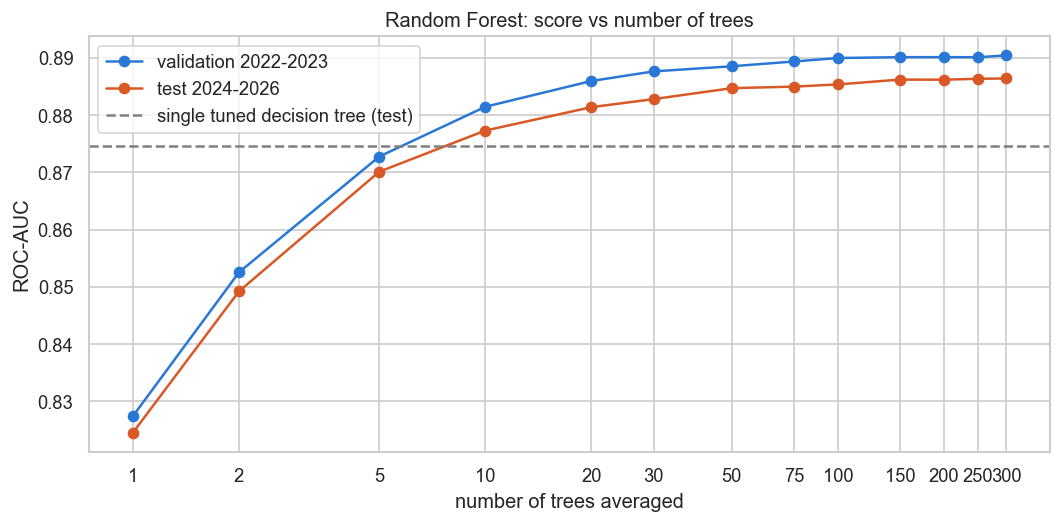 Random Forest: score vs number of trees
validation 2022-2023
test 2024-2026
single tuned decision tree (test)
ROC-AUC
0.89
0.88
0.87
0.86
0.85
0.84
0.83
1 2 5 10 20 30 50 75 100 150 200 250 300
number of trees averaged